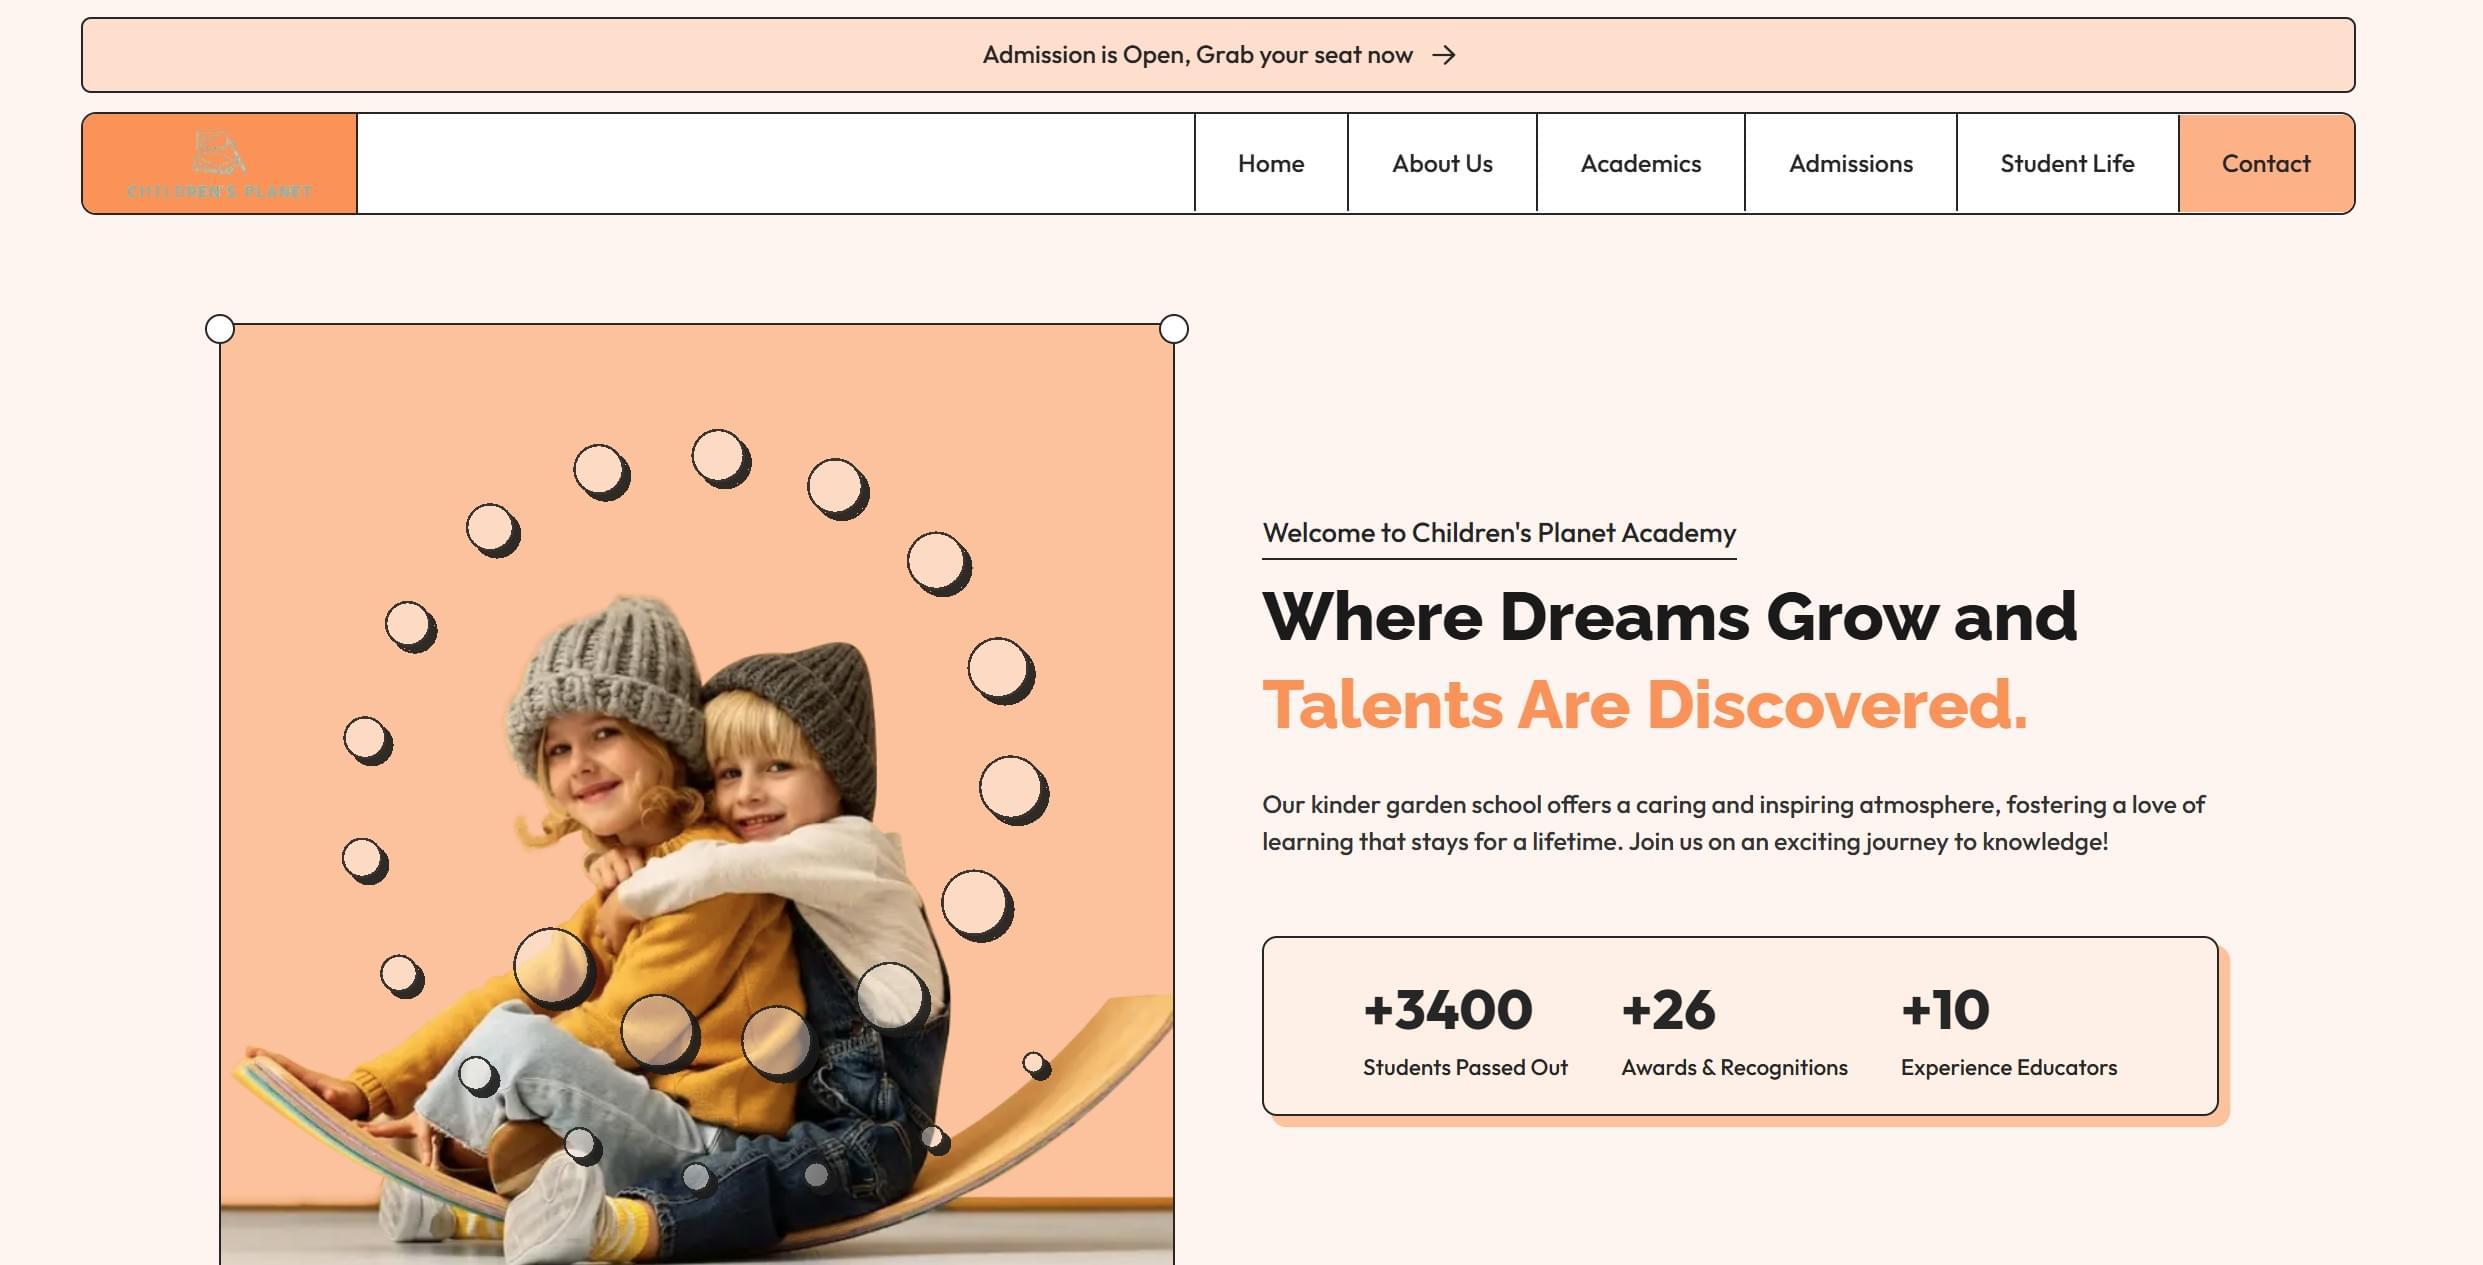 Admission is Open, Grab your seat now
CHILDREN'S PLANET
Home
About Us
Academics
Admissions
Student Life
Contact
Welcome to Children's Planet Academy
Where Dreams Grow and
Talents Are Discovered.
Our kinder garden school offers a caring and inspiring atmosphere, fostering a love of
learning that stays for a lifetime. Join us on an exciting journey to knowledge!
+3400
Students Passed Out
+26
Awards & Recognitions
+10
Experience Educators